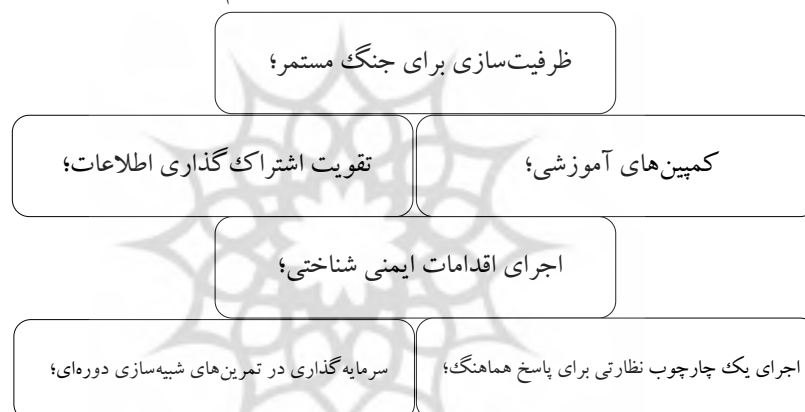 ظرفیت‌سازی برای جنگ مستمر؛
کمپین‌های آموزشی؛
تقویت اشتراک گذاری اطلاعات؛
اجرای اقدامات ایمنی شناختی؛
اجرای یک چارچوب نظارتی برای پاسخ هماهنگ؛
سرمایه گذاری در تمرین‌های شبیه‌سازی دوره‌ای؛